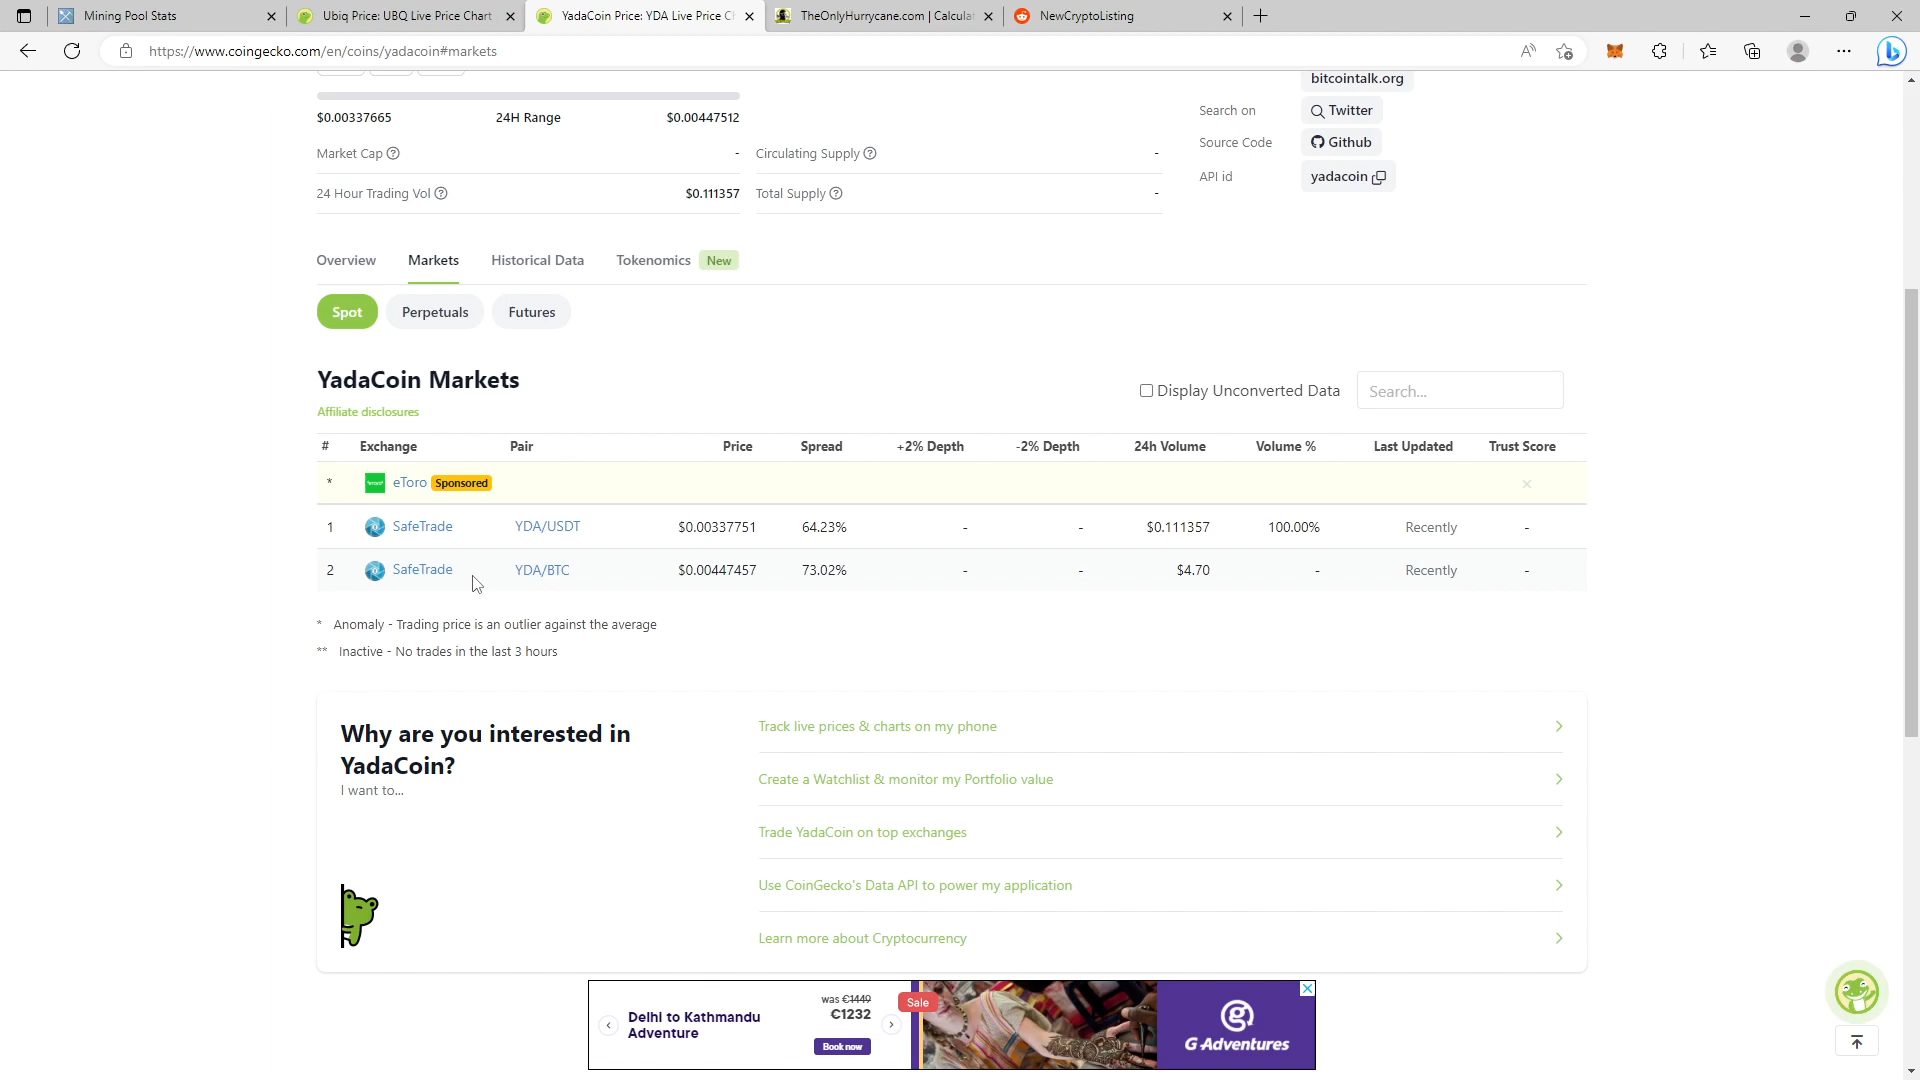 Mining Pool Stats
Ubiq Price: UBQ Live Price Chart
YadaCoin Price: YDA Live Price C
TheOnlyHurrycane.com | Calcula
NewCryptoListing
https://www.coingecko.com/en/coins/yadacoin#markets
bitcointalk.org
$0.00337665 24H Range $0.00447512
Search on Twitter
Source Code Github
Market Cap -
Circulating Supply -
API id yadacoin
24 Hour Trading Vol $0.111357
Total Supply -
Overview Markets Historical Data Tokenomics New
Spot Perpetuals Futures
YadaCoin Markets
Display Unconverted Data Search...
Affiliate disclosures
# Exchange Pair Price Spread +2% Depth -2% Depth 24h Volume Volume % Last Updated Trust Score
* eToro Sponsored
1 SafeTrade YDA/USDT $0.00337751 64.23% - - $0.111357 100.00% Recently -
2 SafeTrade YDA/BTC $0.00447457 73.02% - - $4.70 - Recently -
* Anomaly - Trading price is an outlier against the average
** Inactive - No trades in the last 3 hours
Why are you interested in
YadaCoin?
I want to...
Track live prices & charts on my phone
Create a Watchlist & monitor my Portfolio value
Trade YadaCoin on top exchanges
Use CoinGecko's Data API to power my application
Learn more about Cryptocurrency
Delhi to Kathmandu
Adventure
was €1449
€1232
Book now
Sale
G Adventures